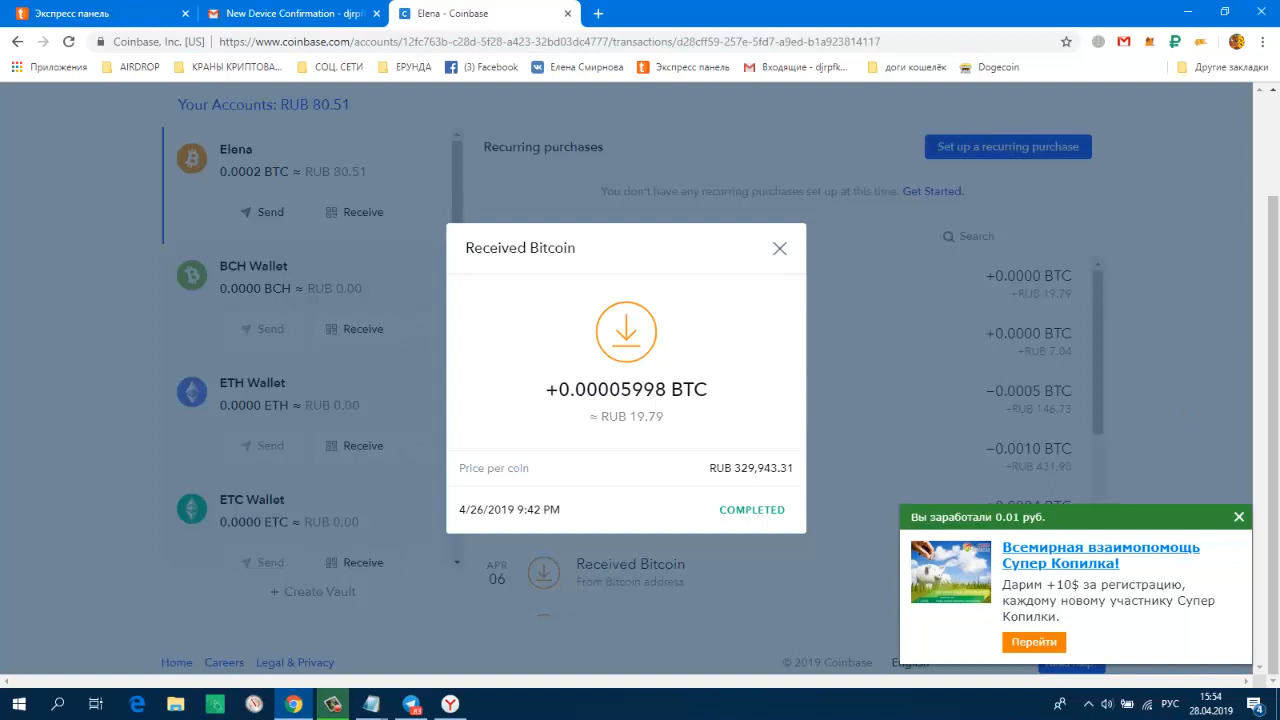 Экспресс панель
New Device Confirmation - djrpf
Elena - Coinbase
Coinbase, Inc. [US]
https://www.coinbase.com/accounts/12fc763b-c28d-5f28-a423-32bd03dc4777/transactions/d28cff59-257e-5fd7-a9ed-b1a923814117
Приложения
AIRDROP
КРАНЫ КРИПТОВА...
СОЦ. СЕТИ
ЕРУНДА
(3) Facebook
Елена Смирнова
Экспресс панель
Входящие - djrpfk...
доги кошелёк
Dogecoin
Другие закладки
Your Accounts: RUB 80.51
Elena
0.0002 BTC ≈ RUB 80.51
Send
Receive
BCH Wallet
0.0000 BCH ≈ RUB 0.00
Send
Receive
ETH Wallet
0.0000 ETH ≈ RUB 0.00
Send
Receive
ETC Wallet
0.0000 ETC ≈ RUB 0.00
Send
Receive
+ Create Vault
Recurring purchases
Set up a recurring purchase
You don't have any recurring purchases set up at this time. Get Started.
Search
+0.0000 BTC
+RUB 19.79
+0.0000 BTC
+RUB 7.04
−0.0005 BTC
−RUB 146.73
−0.0010 BTC
−RUB 431.95
Received Bitcoin
+0.00005998 BTC
≈ RUB 19.79
Price per coin
RUB 329,943.31
4/26/2019 9:42 PM
COMPLETED
APR
06
Received Bitcoin
From Bitcoin address
Вы заработали 0.01 руб.
Всемирная взаимопомощь
Супер Копилка!
Дарим +10$ за регистрацию,
каждому новому участнику Супер
Копилки.
Перейти
Home
Careers
Legal & Privacy
© 2019 Coinbase
English
РУС
15:54
28.04.2019